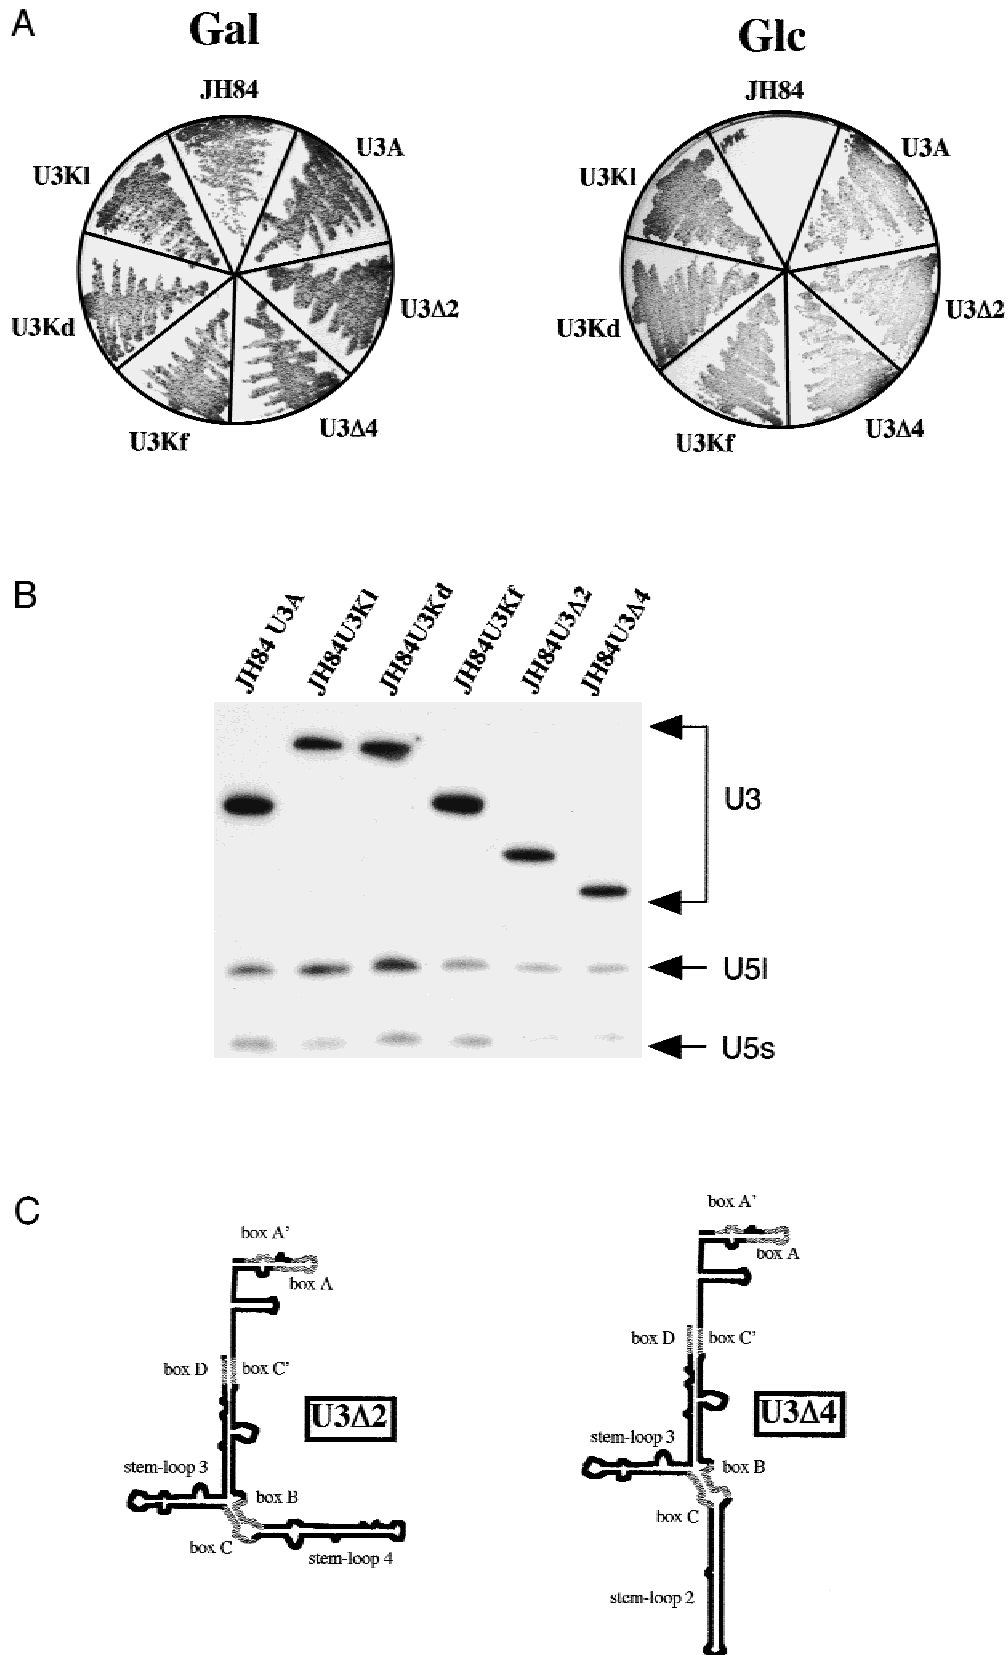 A
Gal
Glc
JH84
U3A
U3Δ2
U3Δ4
U3Kf
U3Kd
U3Kl
JH84
U3A
U3Δ2
U3Δ4
U3Kf
U3Kd
U3Kl
B
JH84 U3A
JH84U3Kl
JH84U3Kd
JH84U3Kf
JH84U3Δ2
JH84U3Δ4
U3
U5l
U5s
C
box A'
box A
box D
box C'
U3Δ2
stem-loop 3
box B
box C
stem-loop 4
box A'
box A
box D
box C'
U3Δ4
stem-loop 3
box B
box C
stem-loop 2